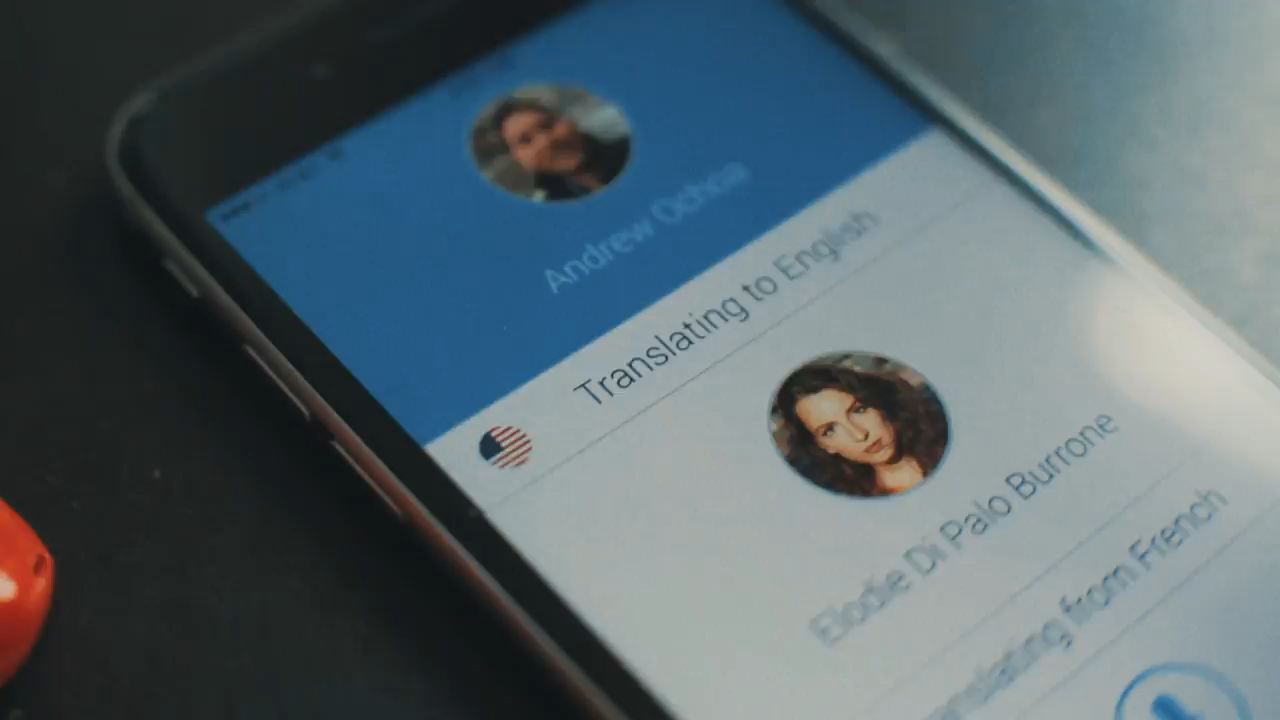 Andrew Ochoa
Translating to English
Elodie Di Palo Burrone
Translating from French